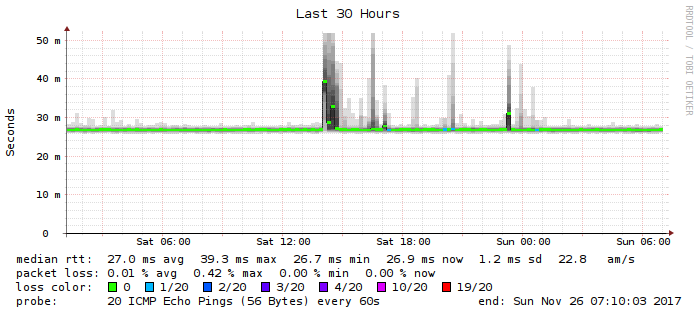 Last 30 Hours
RRDTOOL / TOBI OETIKER
Seconds
50 m
40 m
30 m
20 m
10 m
0
Sat 06:00 Sat 12:00 Sat 18:00 Sun 00:00 Sun 06:00
median rtt: 27.0 ms avg 39.3 ms max 26.7 ms min 26.9 ms now 1.2 ms sd 22.8 am/s
packet loss: 0.01 % avg 0.42 % max 0.00 % min 0.00 % now
loss color: 0 1/20 2/20 3/20 4/20 10/20 19/20
probe: 20 ICMP Echo Pings (56 Bytes) every 60s end: Sun Nov 26 07:10:03 2017